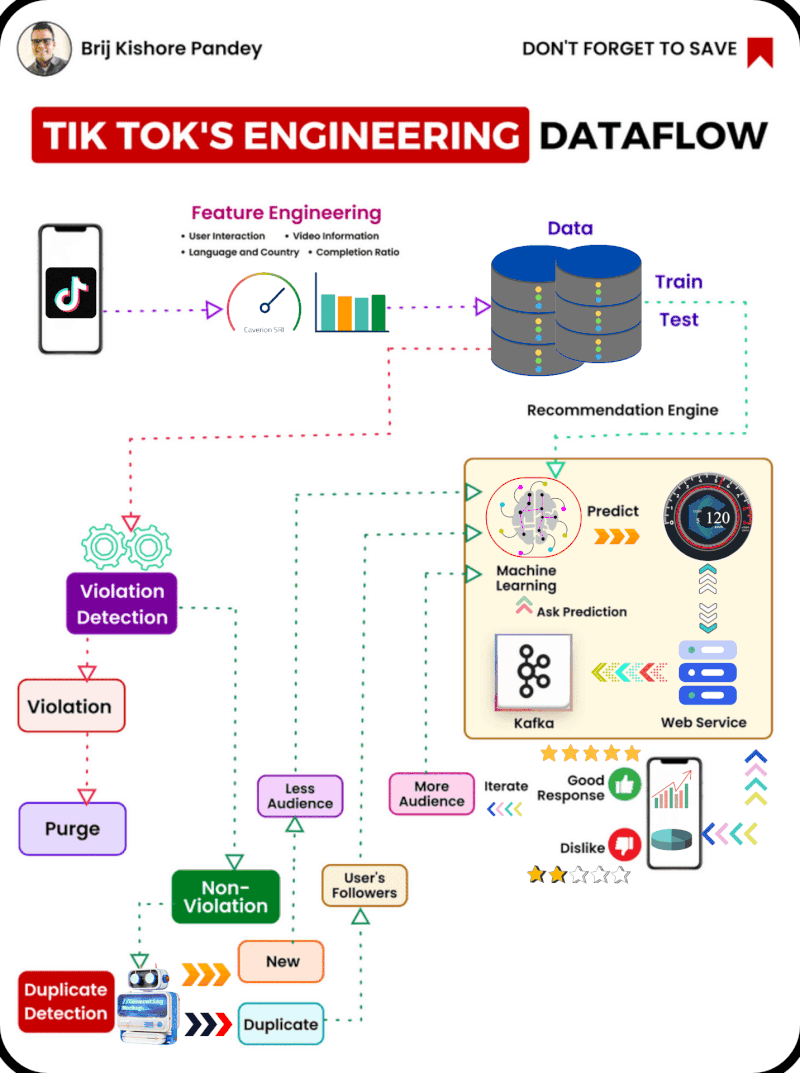 Brij Kishore Pandey
DON'T FORGET TO SAVE
TIK TOK'S ENGINEERING DATAFLOW
Feature Engineering
• User Interaction • Video Information
• Language and Country • Completion Ratio
Caverion SRI
Data
Train
Test
Recommendation Engine
Predict
120
Machine
Learning
Ask Prediction
Kafka
Web Service
Violation
Detection
Violation
Purge
Less
Audience
More
Audience
Iterate
Good
Response
Dislike
User's
Followers
Non-
Violation
New
Duplicate
Detection
Duplicate